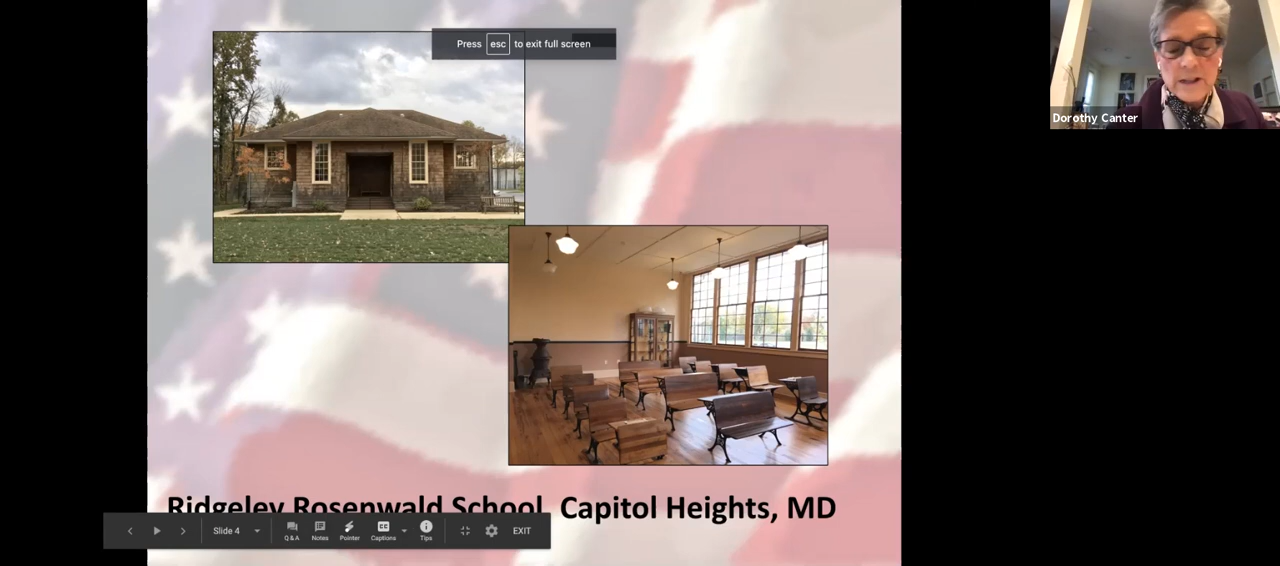 Press esc to exit full screen
Dorothy Canter
Ridgeley Rosenwald School, Capitol Heights, MD
Slide 4
Q&A
Notes
Pointer
Captions
Tips
EXIT